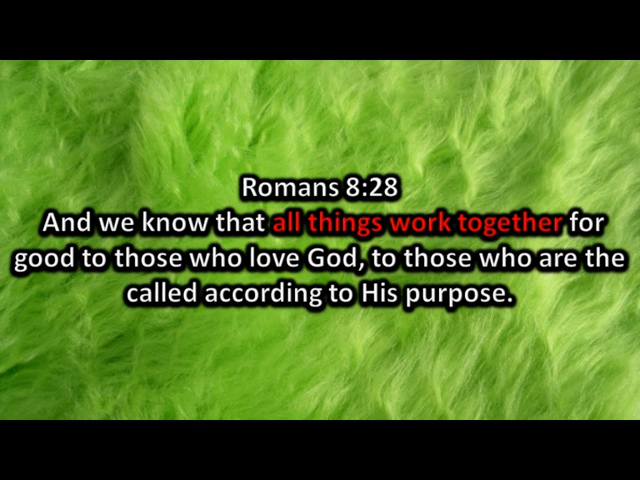 Romans 8:28
And we know that all things work together for
good to those who love God, to those who are the
called according to His purpose.